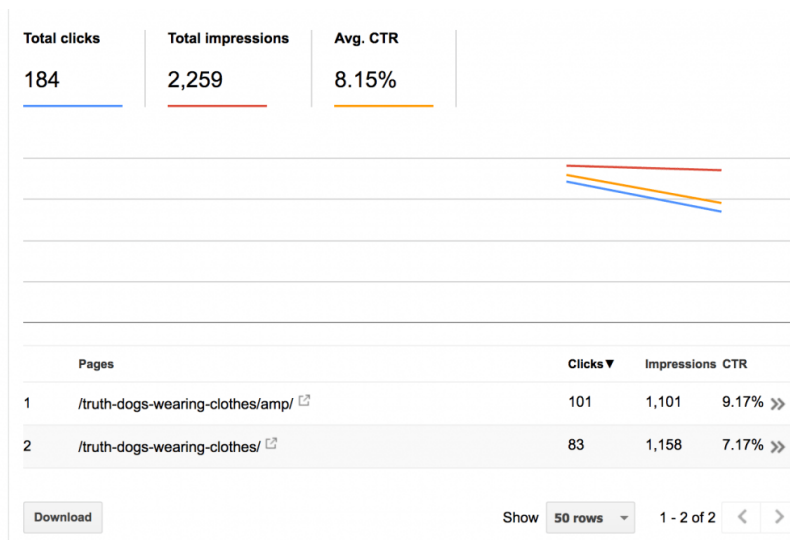 Total clicks Total impressions Avg. CTR
184 2,259 8.15%
Pages Clicks▼ Impressions CTR
1 /truth-dogs-wearing-clothes/amp/ 101 1,101 9.17% »
2 /truth-dogs-wearing-clothes/ 83 1,158 7.17% »
Download Show 50 rows 1 - 2 of 2